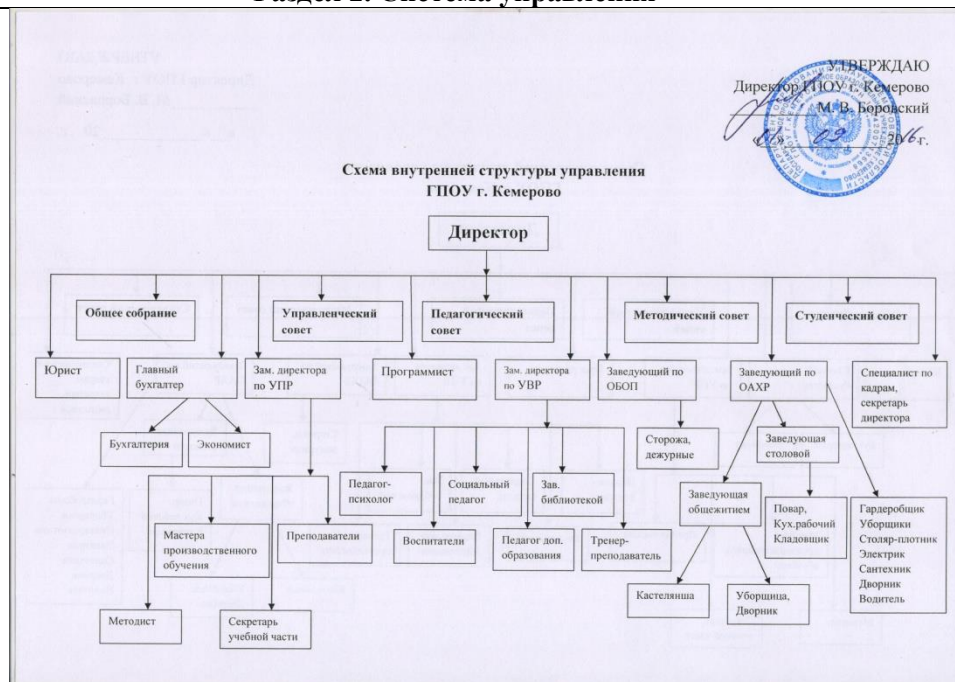 Раздел 2. Система управления
УТВЕРЖДАЮ
Директор ГПОУ г. Кемерово
М. В. Боровский
«01» 09 2016 г.
Схема внутренней структуры управления
ГПОУ г. Кемерово
Директор
Общее собрание
Управленческий
совет
Педагогический
совет
Методический совет
Студенческий совет
Юрист
Главный
бухгалтер
Зам. директора
по УПР
Программист
Зам. директора
по УВР
Заведующий по
ОБОП
Заведующий по
ОАХР
Специалист по
кадрам,
секретарь
директора
Бухгалтерия
Экономист
Сторожа,
дежурные
Заведующая
столовой
Педагог-
психолог
Социальный
педагог
Зав.
библиотекой
Заведующая
общежитием
Повар,
Кух.рабочий
Кладовщик
Гардеробщик
Уборщики
Столяр-плотник
Электрик
Сантехник
Дворник
Водитель
Мастера
производственного
обучения
Преподаватели
Воспитатели
Педагог доп.
образования
Тренер-
преподаватель
Кастелянша
Уборщица,
Дворник
Методист
Секретарь
учебной части